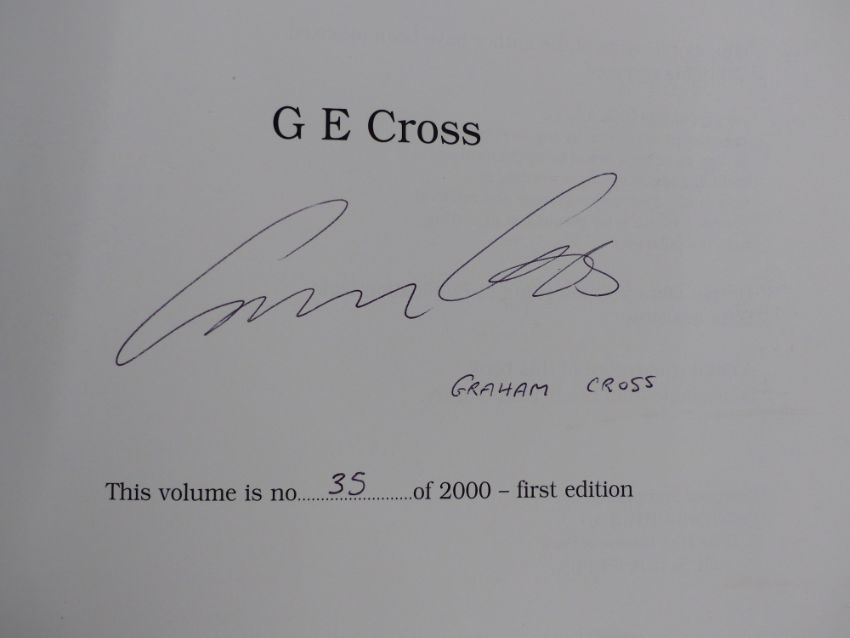 G E Cross
GRAHAM CROSS
This volume is no....35....of 2000 – first edition